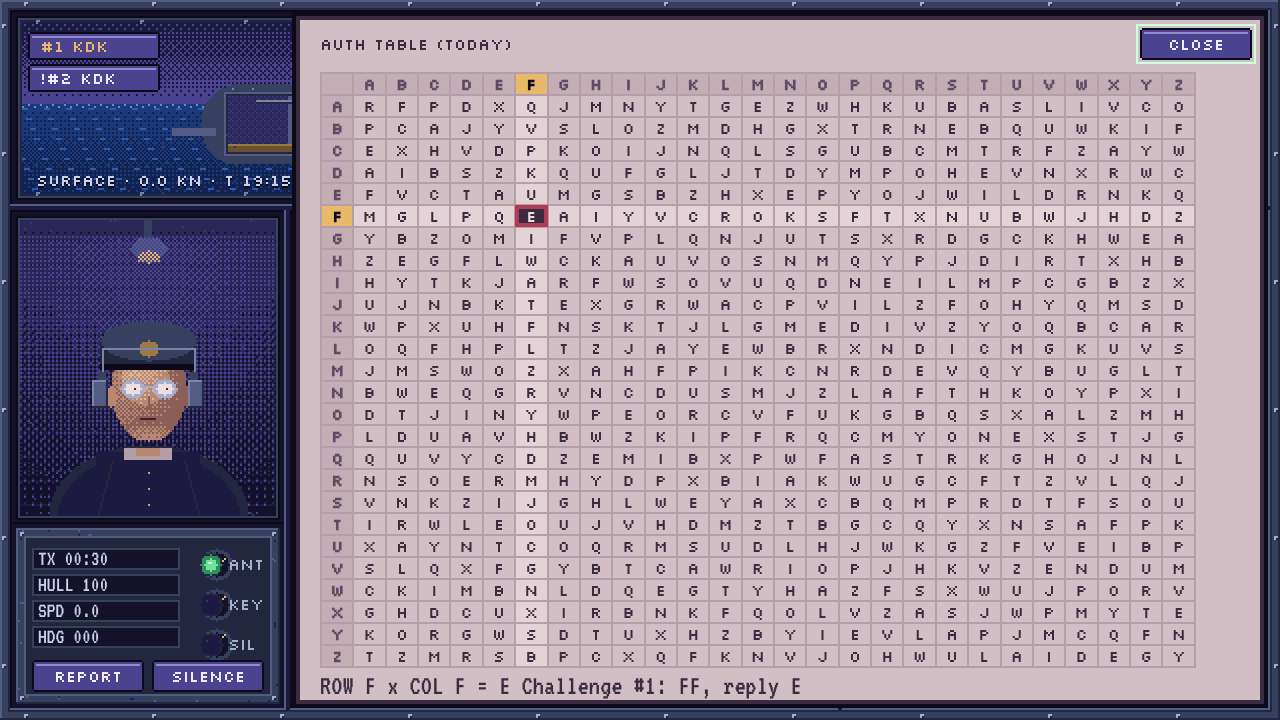 #1 KDK
!#2 KDK
SURFACE · 0.0 KN · T 19:15
TX 00:30
HULL 100
SPD 0.0
HDG 000
ANT
KEY
SIL
REPORT
SILENCE
AUTH TABLE (TODAY)
CLOSE
A B C D E F G H I J K L M N O P Q R S T U V W X Y Z
A R F P D X Q J M N Y T G E Z W H K U B A S L I V C O
B P C A J Y V S L O Z M D H G X T R N E B Q U W K I F
C E X H V D P K O I J N Q L S G U B C M T R F Z A Y W
D A I B S Z K Q U F G L J T D Y M P O H E V N X R W C
E F V C T A U M G S B Z H X E P Y O J W I L D R N K Q
F M G L P Q E A I Y V C R O K S F T X N U B W J H D Z
G Y B Z O M I F V P L Q N J U T S X R D G C K H W E A
H Z E G F L W C K A U V O S N M Q Y P J D I R T X H B
I H Y T K J A R F W S O V U Q D N E I L M P C G B Z X
J U J N B K T E X G R W A C P V I L Z F O H Y Q M S D
K W P X U H F N S K T J L G M E D I V Z Y O Q B C A R
L O Q F H P L T Z J A Y E W B R X N D I C M G K U V S
M J M S W O Z X A H F P I K C N R D E V Q Y B U G L T
N B W E Q G R V N C D U S M J Z L A F T H K O Y P X I
O D T J I N Y W P E O R C V F U K G B Q S X A L Z M H
P L D U A V H B W Z K I P F R Q C M Y O N E X S T J G
Q Q U V Y C D Z E M I B X P W F A S T R K G H O J N L
R N S O E R M H Y D P X B I A K W U G C F T Z V L Q J
S V N K Z I J G H L W E Y A X C B Q M P R D T F S O U
T I R W L E O U J V H D M Z T B G C Q Y X N S A F P K
U X A Y N T C O Q R M S U D L H J W K G Z F V E I B P
V S L Q X F G Y B T C A W R I O P J H K V Z E N D U M
W C K I M B N L D Q E G T Y H A Z F S X W U J P O R V
X G H D C U X I R B N K F Q O L V Z A S J W P M Y T E
Y K O R G W S D T U X H Z B Y I E V L A P J M C Q F N
Z T Z M R S B P C X Q F K N V J O H W U L A I D E G Y
ROW F x COL F = E Challenge #1: FF, reply E